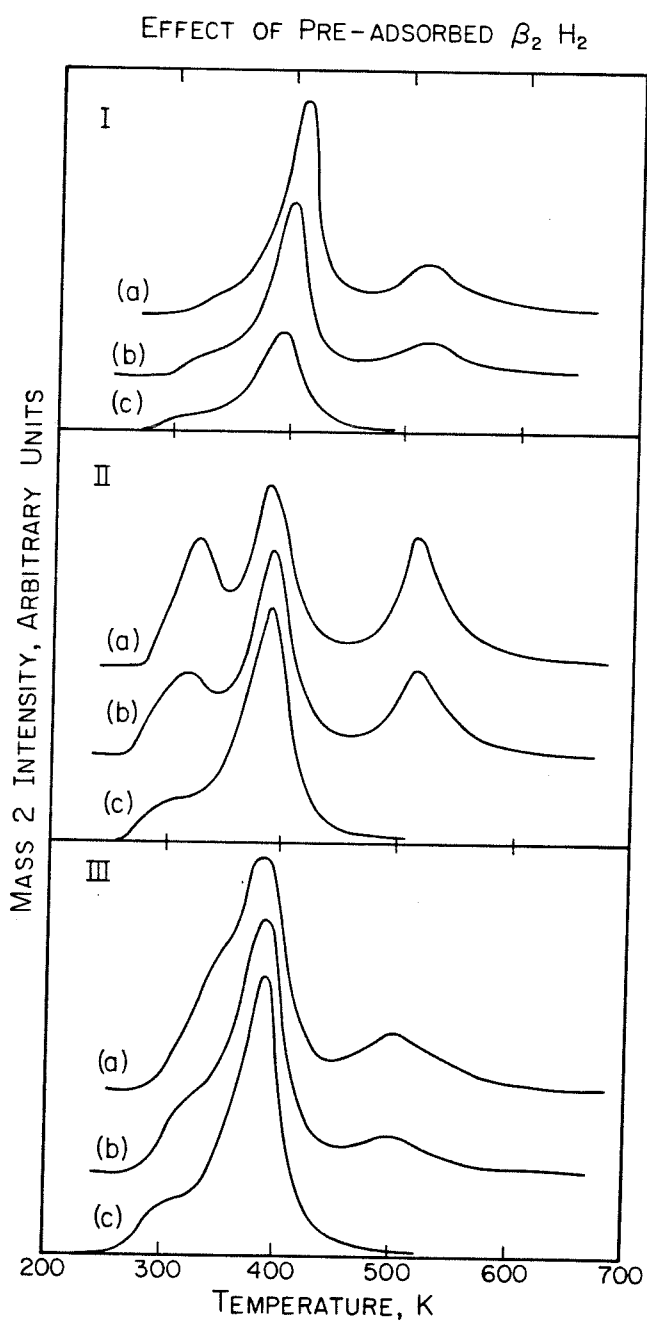 EFFECT OF PRE-ADSORBED β₂ H₂
I
(a)
(b)
(c)
II
(a)
(b)
(c)
III
(a)
(b)
(c)
MASS 2 INTENSITY, ARBITRARY UNITS
200 300 400 500 600 700
TEMPERATURE, K